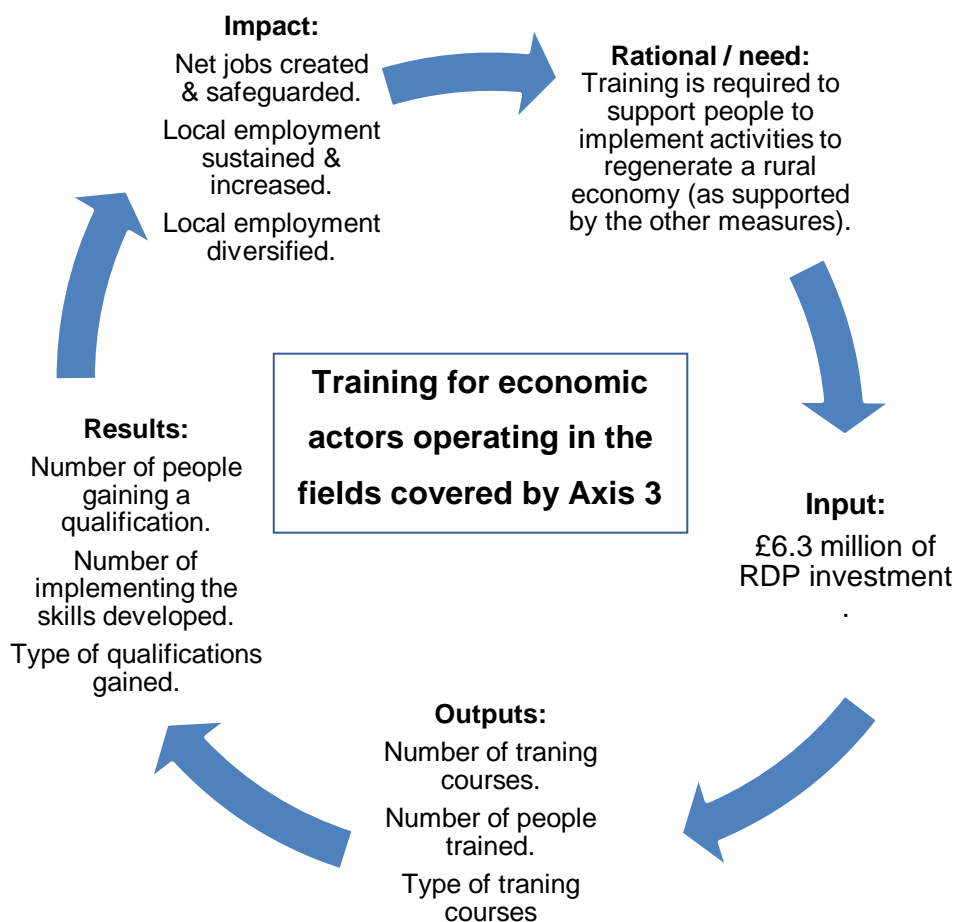 Impact:
Net jobs created
& safeguarded.
Local employment
sustained &
increased.
Local employment
diversified.
Rational / need:
Training is required to
support people to
implement activities to
regenerate a rural
economy (as supported
by the other measures).
Training for economic
actors operating in the
fields covered by Axis 3
Input:
£6.3 million of
RDP investment
.
Outputs:
Number of traning
courses.
Number of people
trained.
Type of traning
courses
Results:
Number of people
gaining a
qualification.
Number of
implementing the
skills developed.
Type of qualifications
gained.